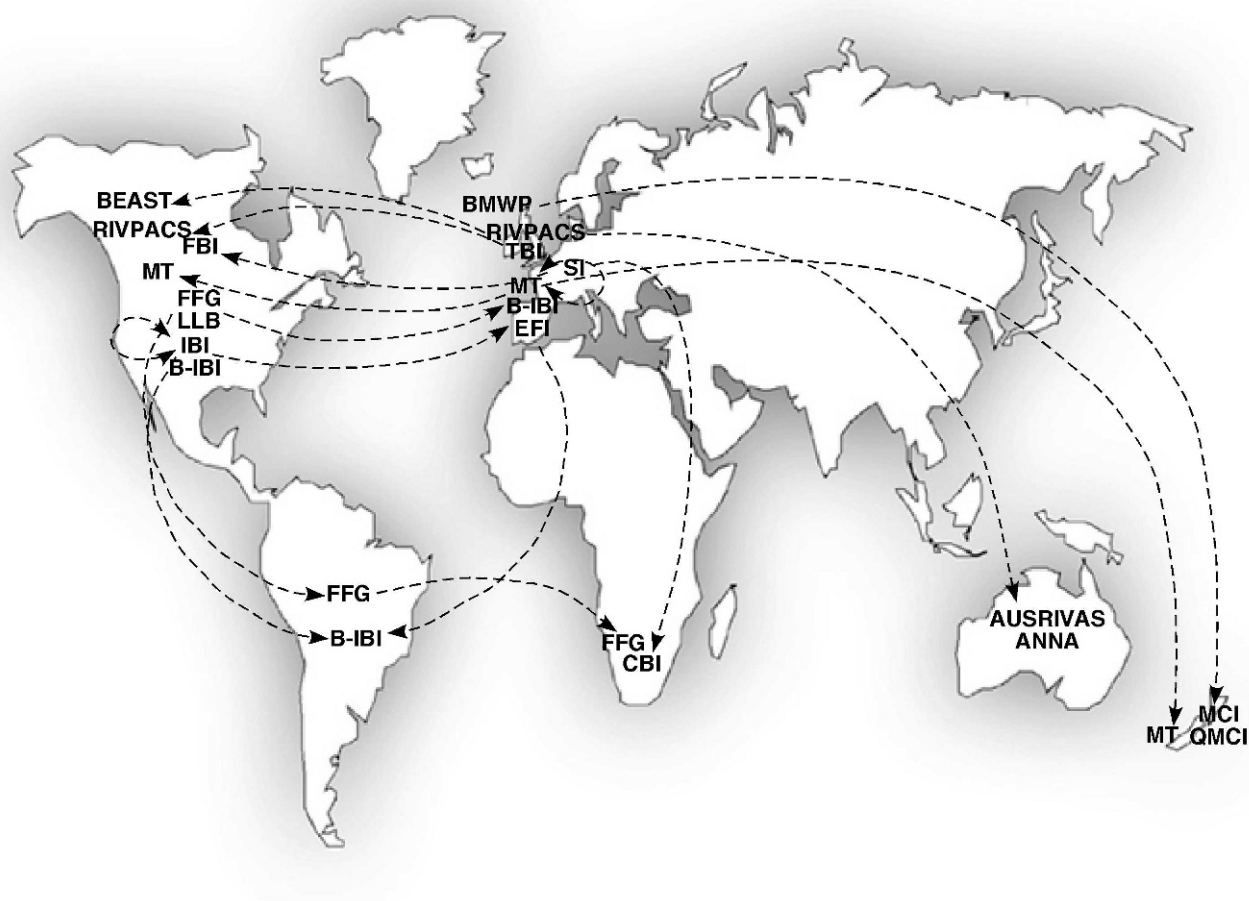 BEAST
RIVPACS
FBI
MT
FFG
LLB
IBI
B-IBI
BMWP
RIVPACS
TBI
SI
MT
B-IBI
EFI
FFG
B-IBI
FFG
CBI
AUSRIVAS
ANNA
MT
MCI
QMCI